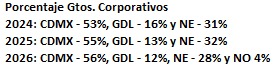 Porcentaje Gtos. Corporativos
2024: CDMX - 53%, GDL - 16% y NE - 31%
2025: CDMX - 55%, GDL - 13% y NE - 32%
2026: CDMX - 56%, GDL - 12%, NE - 28% y NO 4%